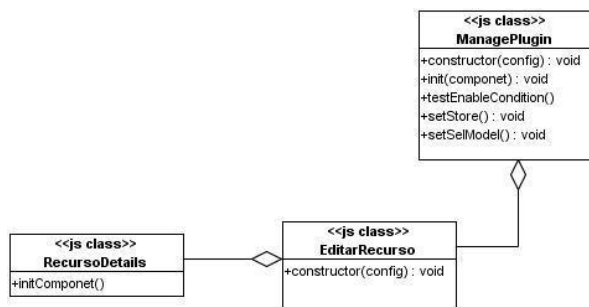 <<js class>>
ManagePlugin
+constructor(config) : void
+init(componet) : void
+testEnableCondition()
+setStore() : void
+setSelModel() : void
<<js class>>
RecursoDetails
+initComponet()
<<js class>>
EditarRecurso
+constructor(config) : void